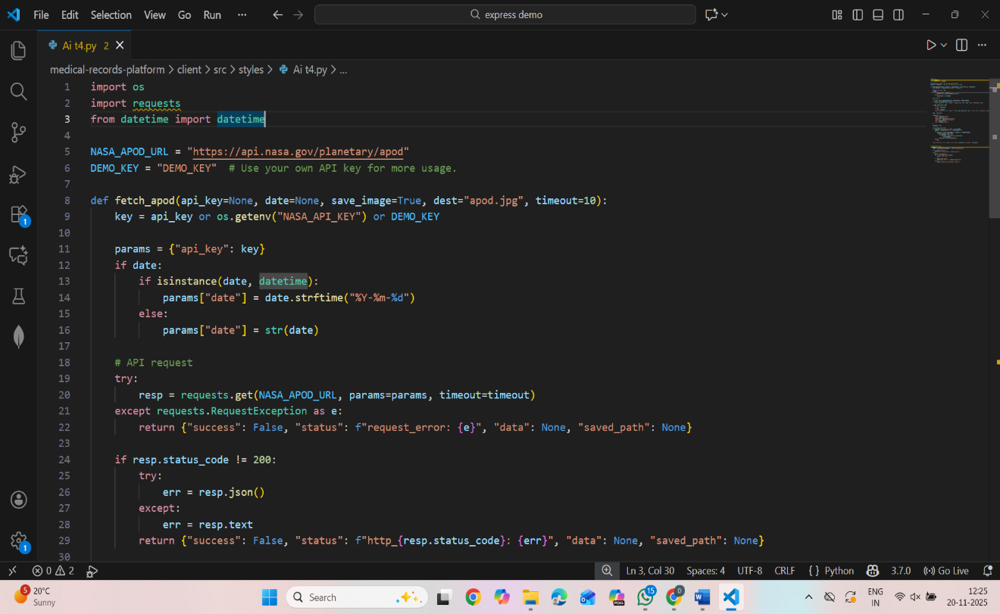 File Edit Selection View Go Run ···
express demo
Ai t4.py 2
medical-records-platform > client > src > styles > Ai t4.py > ...
1 import os
2 import requests
3 from datetime import datetime
4
5 NASA_APOD_URL = "https://api.nasa.gov/planetary/apod"
6 DEMO_KEY = "DEMO_KEY"  # Use your own API key for more usage.
7
8 def fetch_apod(api_key=None, date=None, save_image=True, dest="apod.jpg", timeout=10):
9     key = api_key or os.getenv("NASA_API_KEY") or DEMO_KEY
10
11     params = {"api_key": key}
12     if date:
13         if isinstance(date, datetime):
14             params["date"] = date.strftime("%Y-%m-%d")
15         else:
16             params["date"] = str(date)
17
18     # API request
19     try:
20         resp = requests.get(NASA_APOD_URL, params=params, timeout=timeout)
21     except requests.RequestException as e:
22         return {"success": False, "status": f"request_error: {e}", "data": None, "saved_path": None}
23
24     if resp.status_code != 200:
25         try:
26             err = resp.json()
27         except:
28             err = resp.text
29         return {"success": False, "status": f"http_{resp.status_code}: {err}", "data": None, "saved_path": None}
30
1
1
0 2 Ln 3, Col 30 Spaces: 4 UTF-8 CRLF { } Python 3.7.0 Go Live
5 20°C
Sunny
Search
15
D
ENG
IN
12:25
20-11-2025